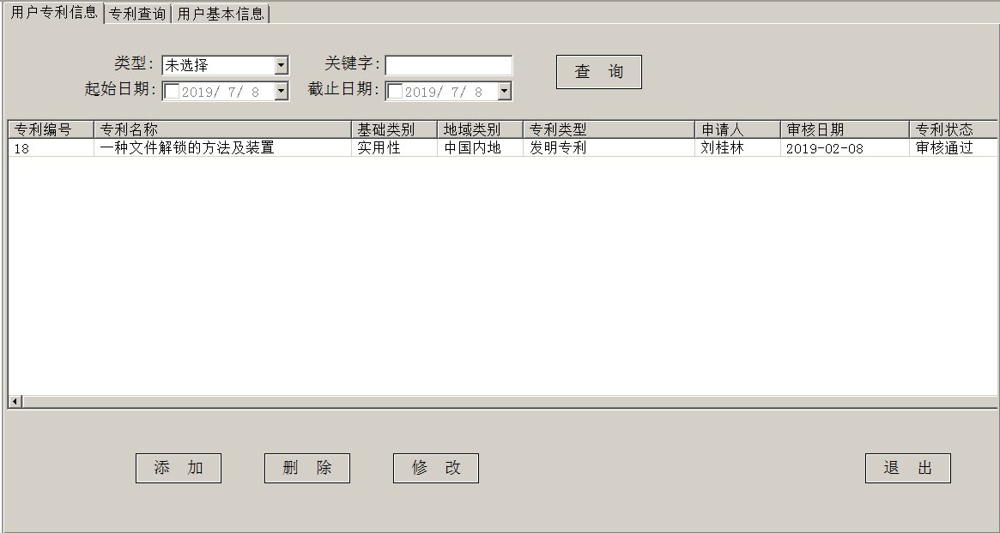 用户专利信息 专利查询 用户基本信息
类型: 未选择 关键字: 查 询
起始日期: 2019/ 7/ 8 截止日期: 2019/ 7/ 8
专利编号 专利名称 基础类别 地域类别 专利类型 申请人 审核日期 专利状态
18 一种文件解锁的方法及装置 实用性 中国内地 发明专利 刘桂林 2019-02-08 审核通过
添 加 删 除 修 改 退 出